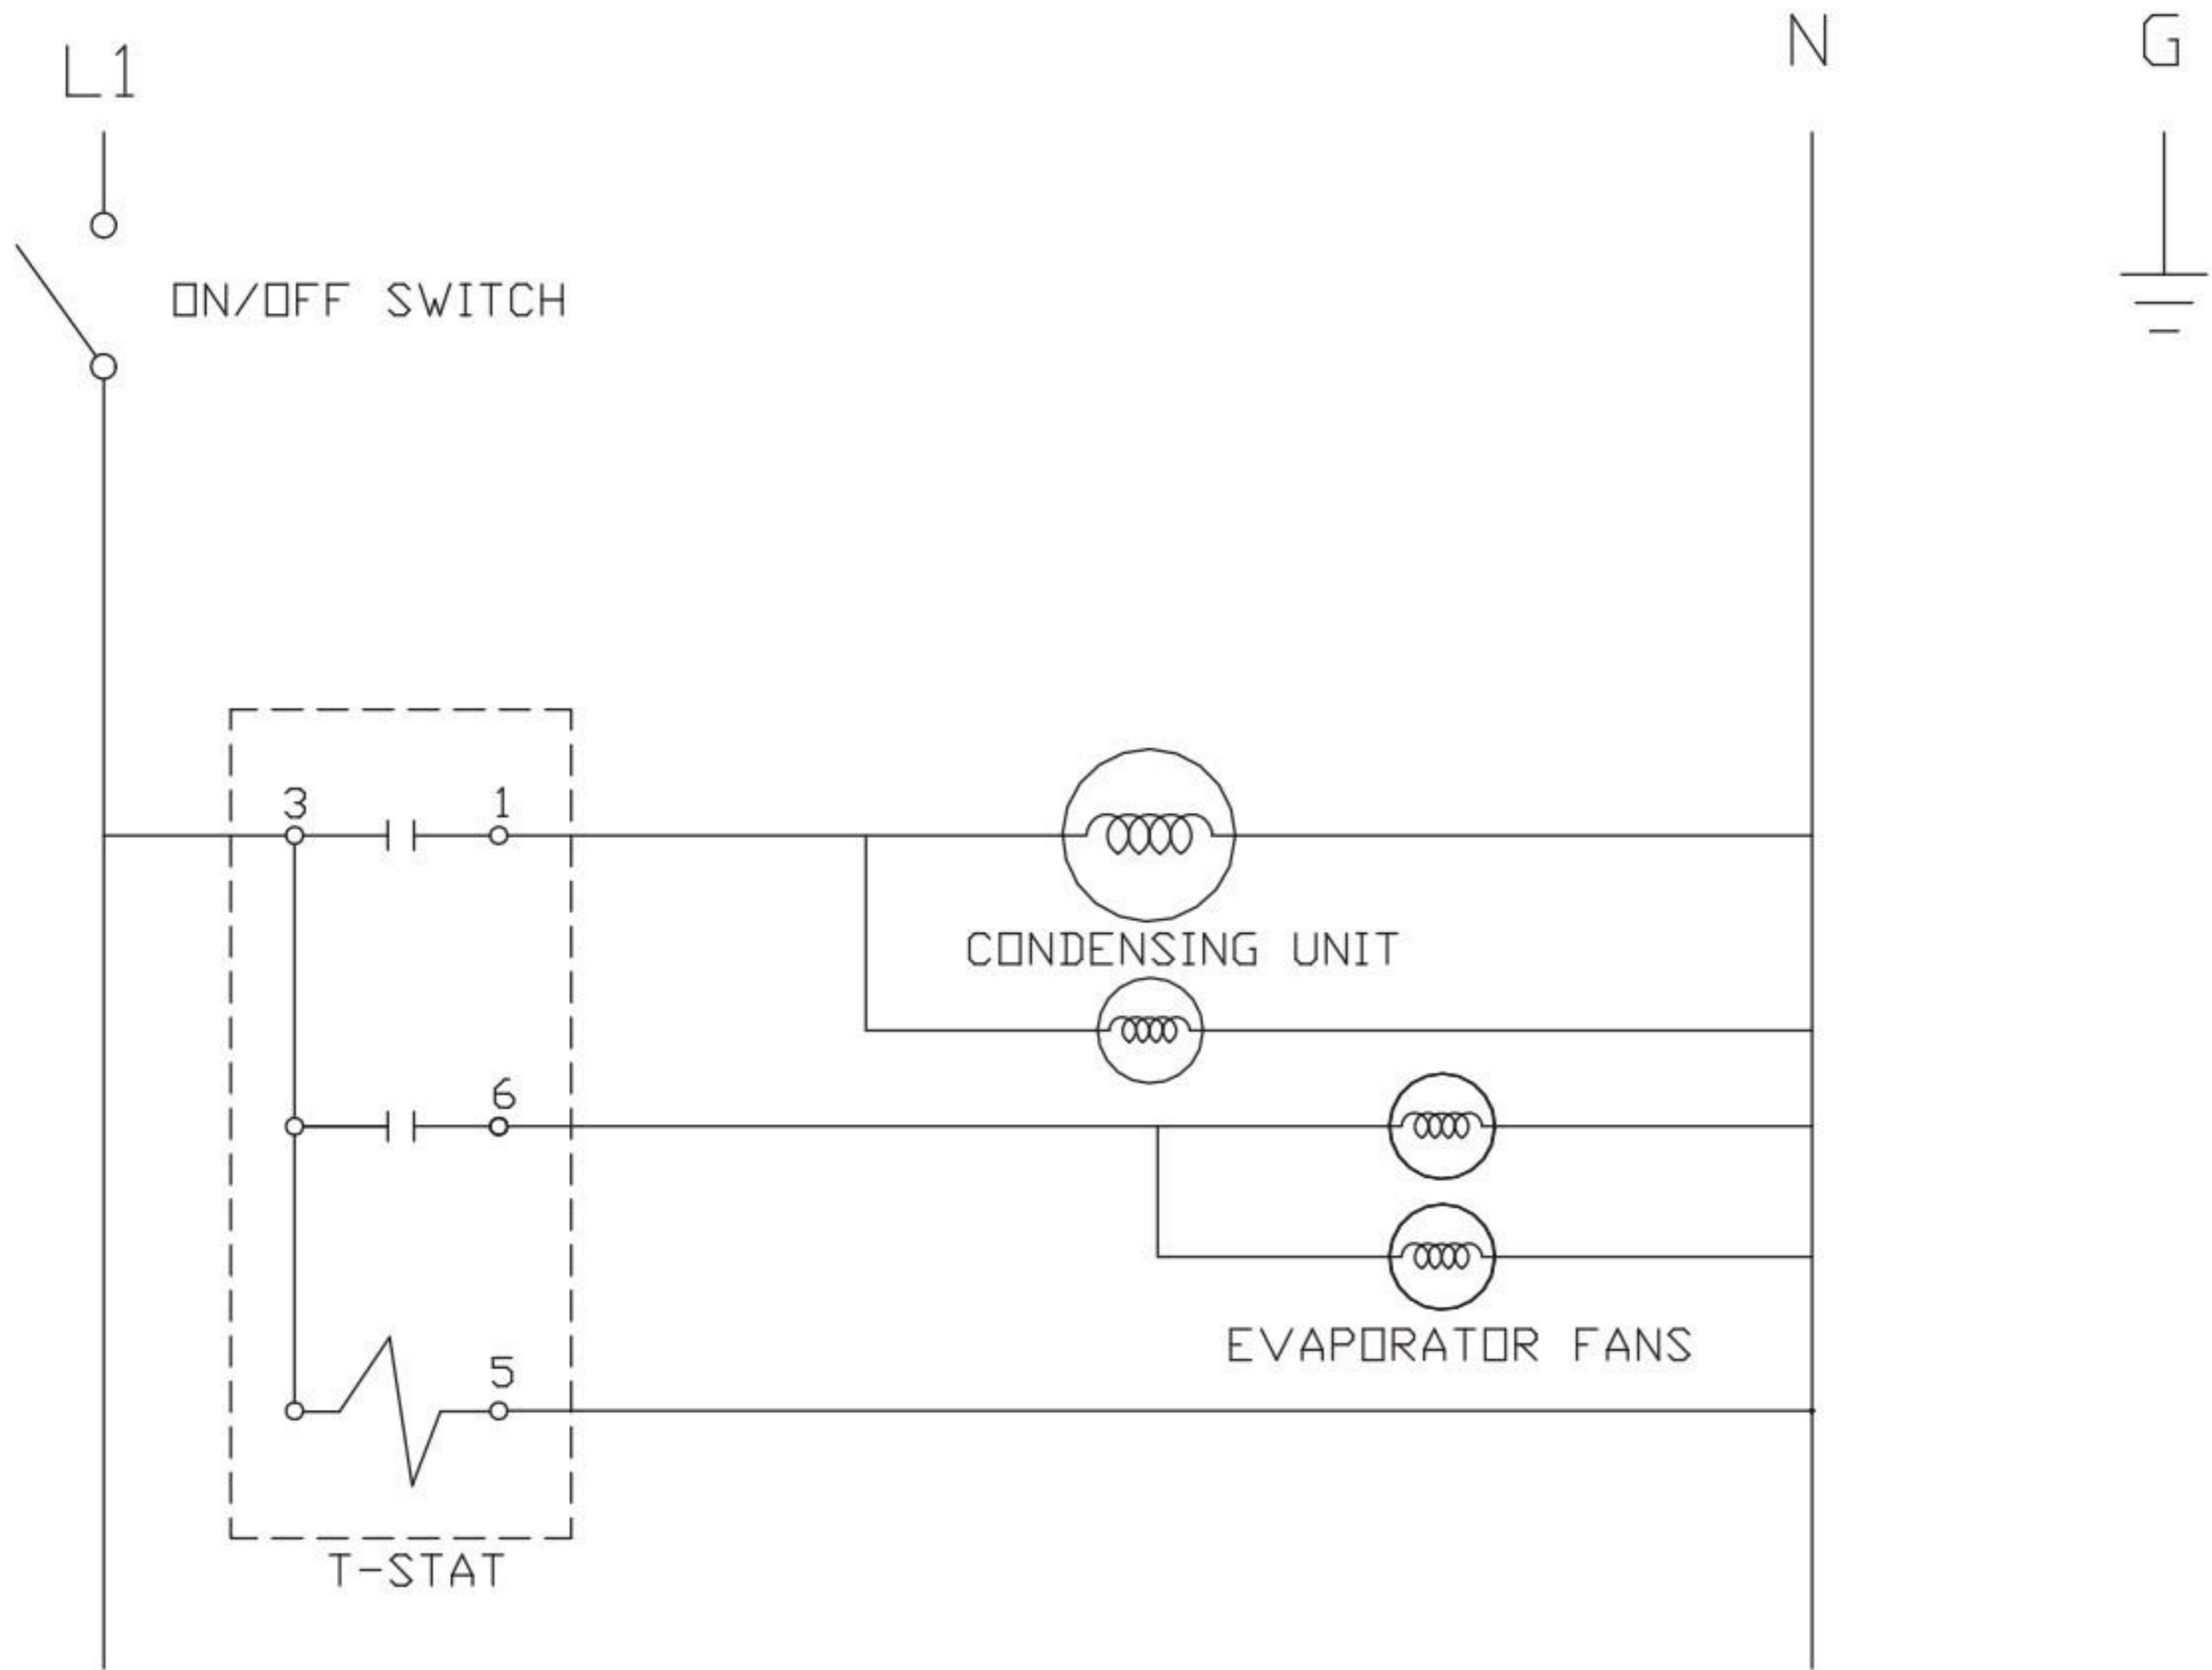 L1
N
G
ON/OFF SWITCH
3
1
CONDENSING UNIT
6
EVAPORATOR FANS
5
T-STAT